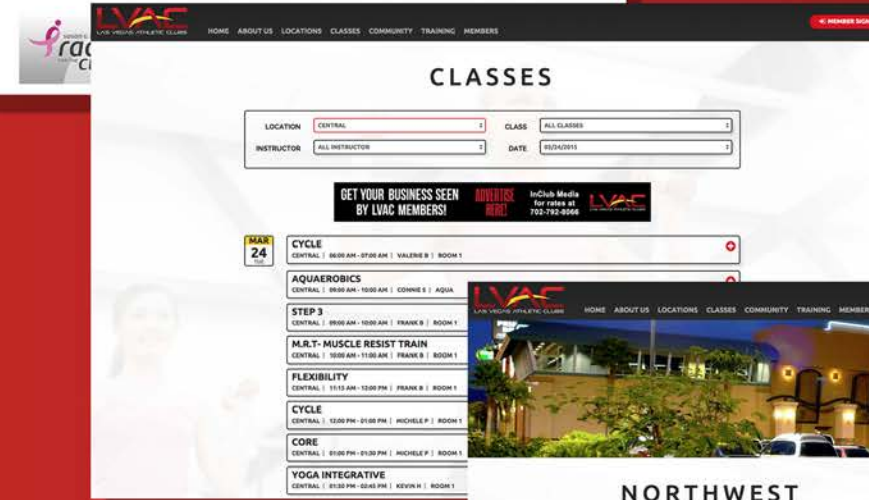 LVAC
LAS VEGAS ATHLETIC CLUBS
HOME ABOUT US LOCATIONS CLASSES COMMUNITY TRAINING MEMBERS
MEMBER SIGN
CLASSES
LOCATION CENTRAL CLASS ALL CLASSES
INSTRUCTOR ALL INSTRUCTOR DATE 03/24/2015
GET YOUR BUSINESS SEEN
BY LVAC MEMBERS!
ADVERTISE
HERE!
InClub Media
for rates at
702-792-8066
LVAC
LAS VEGAS ATHLETIC CLUBS
MAR
24
TUE
CYCLE
CENTRAL | 06:00 AM - 07:00 AM | VALERIE B | ROOM 1
AQUAEROBICS
CENTRAL | 09:00 AM - 10:00 AM | CONNIE S | AQUA
STEP 3
CENTRAL | 09:00 AM - 10:00 AM | FRANK B | ROOM 1
M.R.T- MUSCLE RESIST TRAIN
CENTRAL | 10:00 AM - 11:00 AM | FRANK B | ROOM 1
FLEXIBILITY
CENTRAL | 11:15 AM - 12:00 PM | FRANK B | ROOM 1
CYCLE
CENTRAL | 12:00 PM - 01:00 PM | MICHELE P | ROOM 1
CORE
CENTRAL | 01:00 PM - 01:30 PM | MICHELE P | ROOM 1
YOGA INTEGRATIVE
CENTRAL | 01:30 PM - 02:45 PM | KEVIN H | ROOM 1
LVAC
LAS VEGAS ATHLETIC CLUBS
HOME ABOUT US LOCATIONS CLASSES COMMUNITY TRAINING MEMBER
NORTHWEST